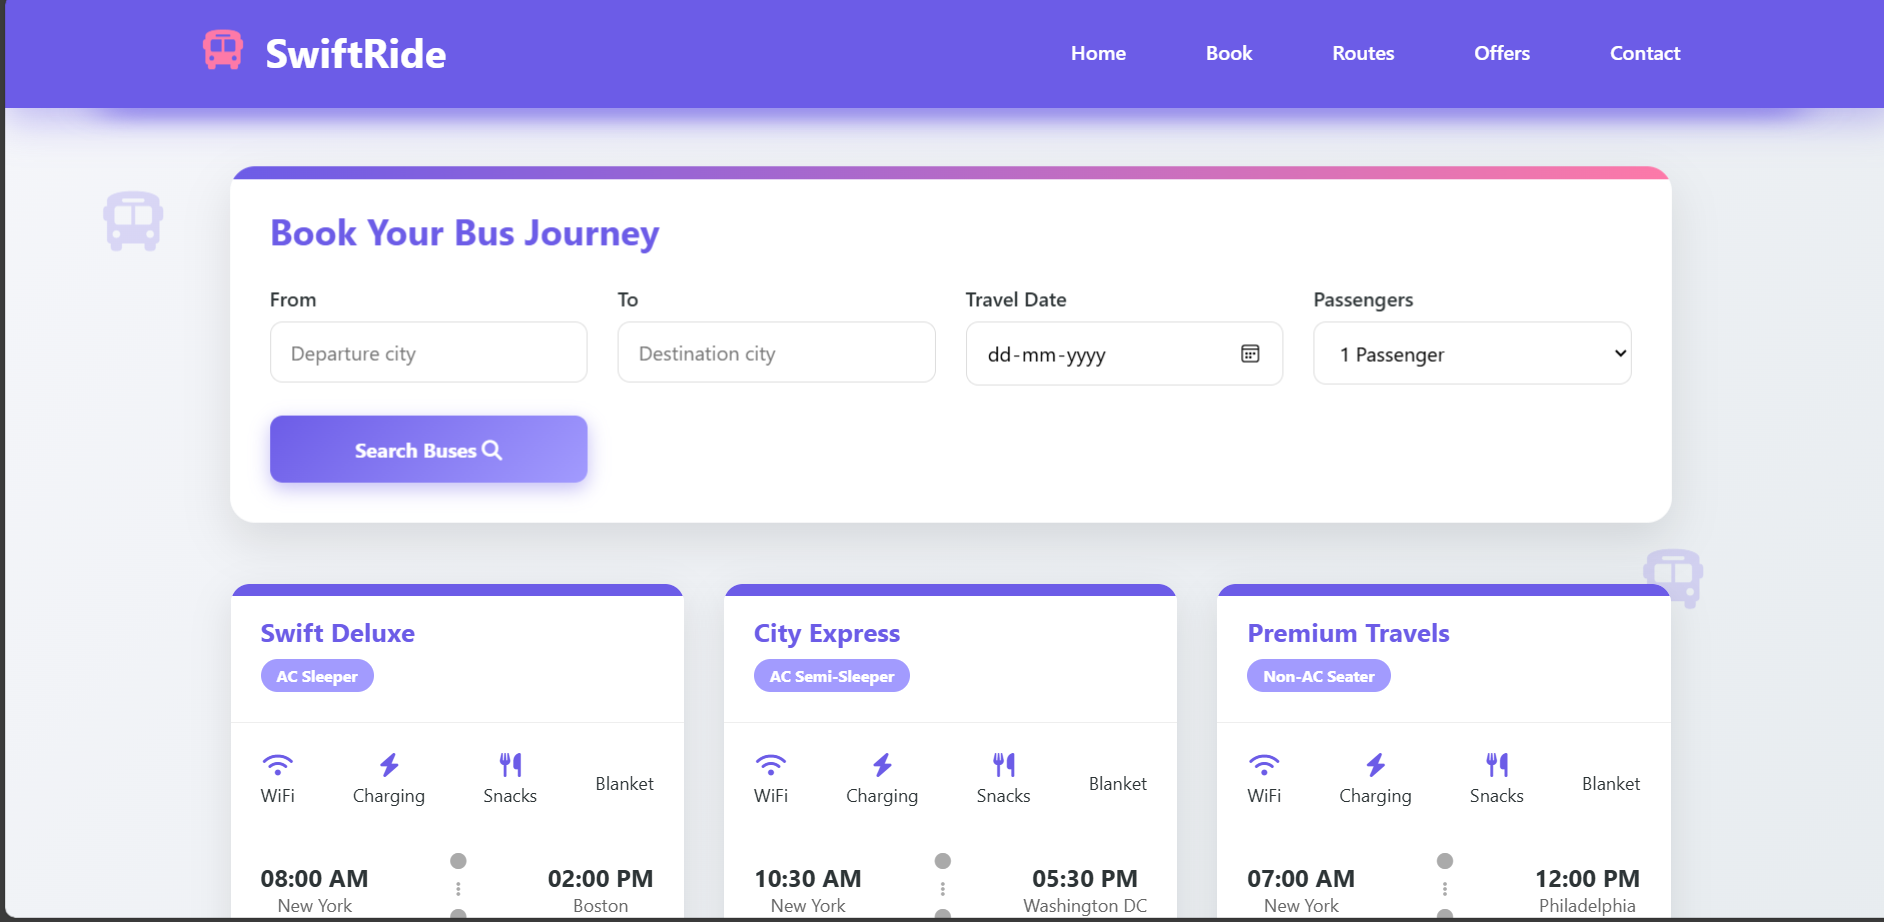 SwiftRide
Home Book Routes Offers Contact
Book Your Bus Journey
From To Travel Date Passengers
Departure city Destination city dd-mm-yyyy 1 Passenger
Search Buses
Swift Deluxe
AC Sleeper
WiFi Charging Snacks Blanket
08:00 AM 02:00 PM
New York Boston
City Express
AC Semi-Sleeper
WiFi Charging Snacks Blanket
10:30 AM 05:30 PM
New York Washington DC
Premium Travels
Non-AC Seater
WiFi Charging Snacks Blanket
07:00 AM 12:00 PM
New York Philadelphia